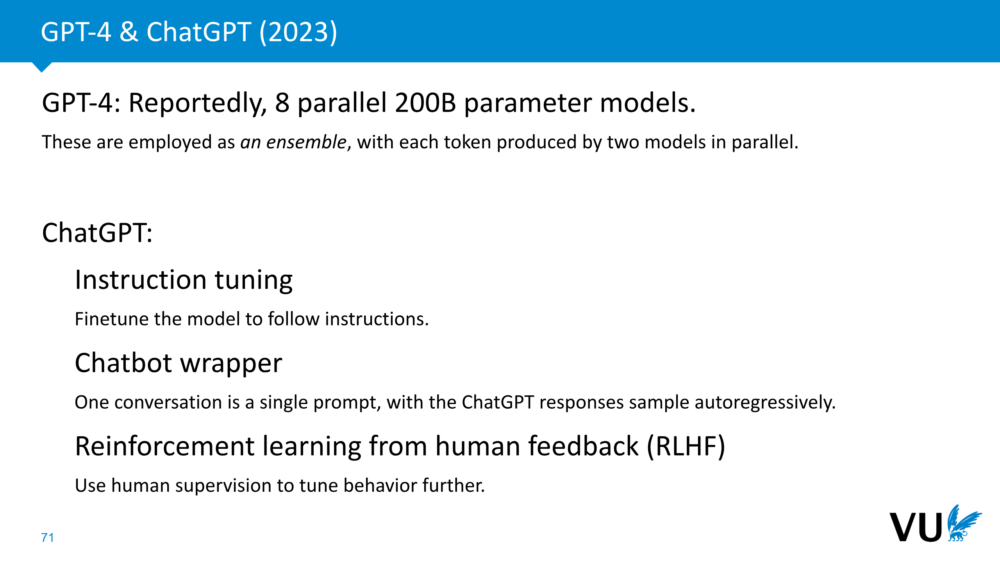 GPT-4 & ChatGPT (2023)
GPT-4: Reportedly, 8 parallel 200B parameter models.
These are employed as an ensemble, with each token produced by two models in parallel.
ChatGPT:
Instruction tuning
Finetune the model to follow instructions.
Chatbot wrapper
One conversation is a single prompt, with the ChatGPT responses sample autoregressively.
Reinforcement learning from human feedback (RLHF)
Use human supervision to tune behavior further.
71
VU